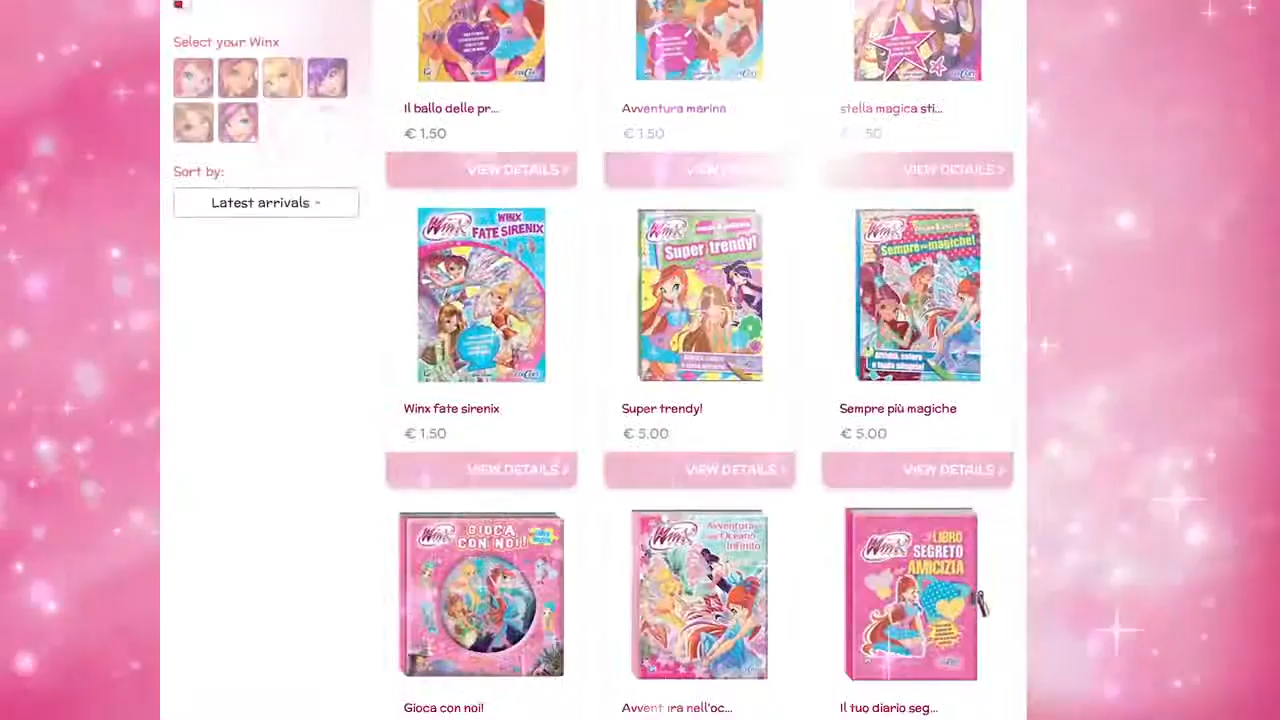 Select your Winx
Sort by:
Latest arrivals
Il ballo delle pr...
€ 1.50
VIEW DETAILS
Avventura marina
€ 1.50
VIEW DETAILS
stella magica sti...
50
VIEW DETAILS
Winx
WINX
FATE SIRENIX
Winx fate sirenix
€ 1.50
VIEW DETAILS
Winx
Super trendy!
Super trendy!
€ 5.00
VIEW DETAILS
Winx
Sempre più magiche!
Sempre più magiche
€ 5.00
VIEW DETAILS
Winx
GIOCA
CON NOI!
Gioca con noi!
Winx
Avventura
nell'Oceano
Infinito
Avventura nell'oc...
Winx
LIBRO
SEGRETO
AMICIZIA
Il tuo diario seg...